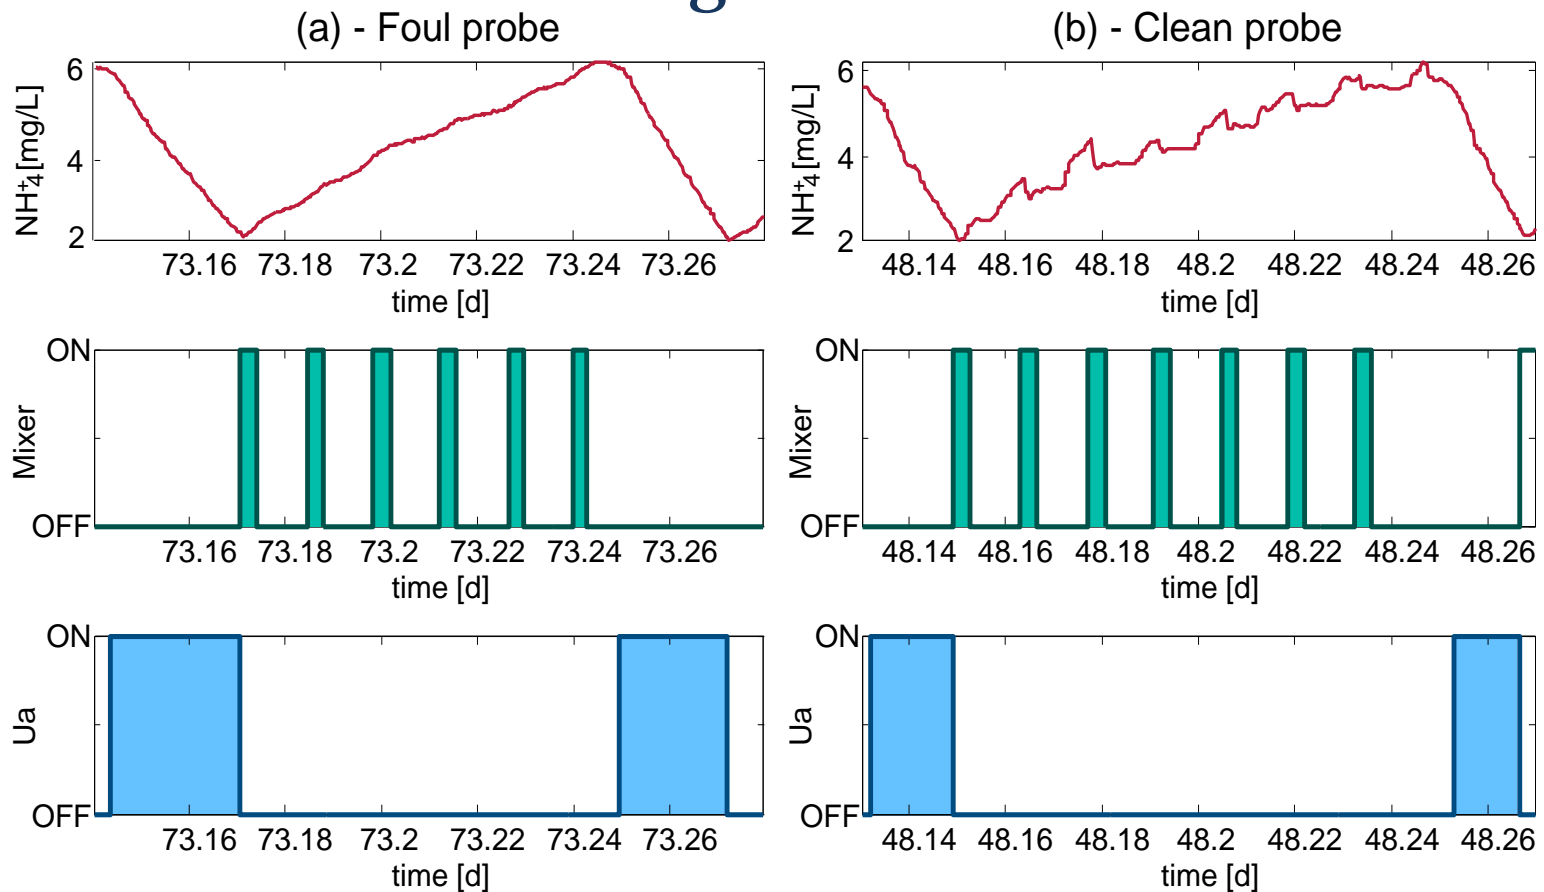 g
(a) - Foul probe
(b) - Clean probe
NH₄⁺ [mg/L]
6
4
2
73.16 73.18 73.2 73.22 73.24 73.26
time [d]
NH₄⁺ [mg/L]
6
4
2
48.14 48.16 48.18 48.2 48.22 48.24 48.26
time [d]
Mixer
ON
OFF
73.16 73.18 73.2 73.22 73.24 73.26
time [d]
Mixer
ON
OFF
48.14 48.16 48.18 48.2 48.22 48.24 48.26
time [d]
Ua
ON
OFF
73.16 73.18 73.2 73.22 73.24 73.26
time [d]
Ua
ON
OFF
48.14 48.16 48.18 48.2 48.22 48.24 48.26
time [d]